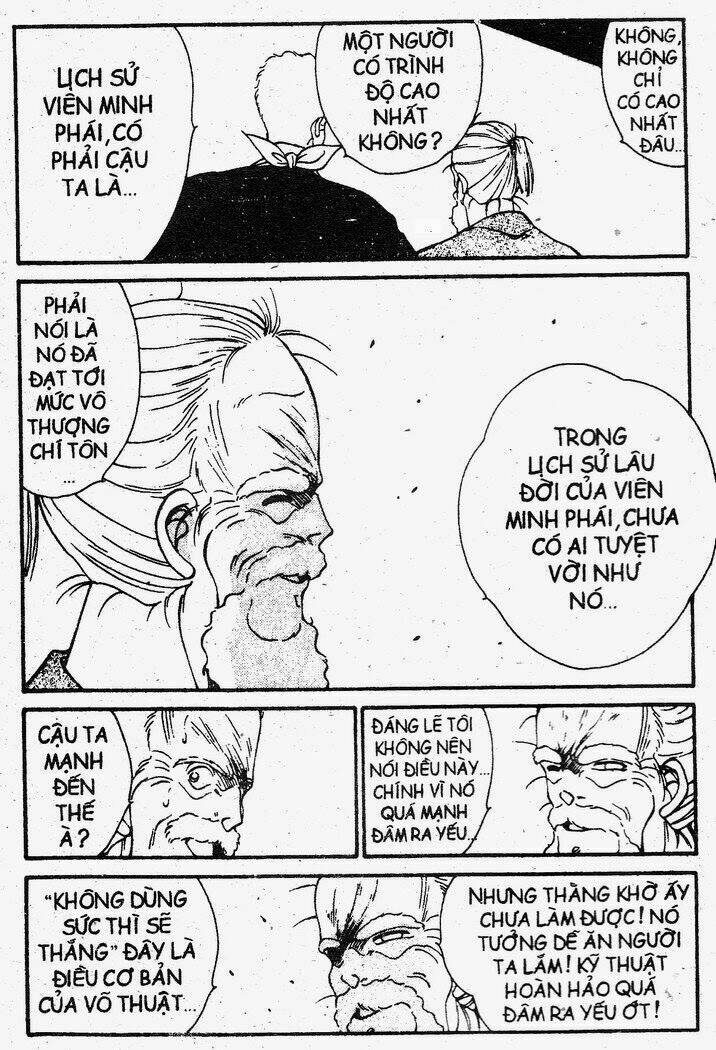 LỊCH SỬ
VIÊN MINH
PHÁI, CÓ
PHẢI CẬU
TA LÀ...
MỘT NGƯỜI
CÓ TRÌNH
ĐỘ CAO
NHẤT
KHÔNG?
KHÔNG,
KHÔNG
CHỈ
CÓ CAO
NHẤT
ĐÂU...
PHẢI
NÓI LÀ
NÓ ĐÃ
ĐẠT TỚI
MỨC VÔ
THƯỢNG
CHÍ TÔN
...
TRONG
LỊCH SỬ LÂU
ĐỜI CỦA VIÊN
MINH PHÁI, CHƯA
CÓ AI TUYỆT
VỜI NHƯ
NÓ...
CẬU TA
MẠNH
ĐẾN
THẾ
À?
ĐÁNG LẼ TÔI
KHÔNG NÊN
NÓI ĐIỀU NÀY...
CHÍNH VÌ NÓ
QUÁ MẠNH
ĐÂM RA YẾU...
"KHÔNG DÙNG
SỨC THÌ SẼ
THẮNG" ĐÂY LÀ
ĐIỀU CƠ BẢN
CỦA VÕ THUẬT...
NHƯNG THẰNG KHỜ ẤY
CHƯA LÀM ĐƯỢC! NÓ
TƯỞNG DỄ ĂN NGƯỜI
TA LẮM! KỸ THUẬT
HOÀN HẢO QUÁ
ĐÂM RA YẾU ỚT!